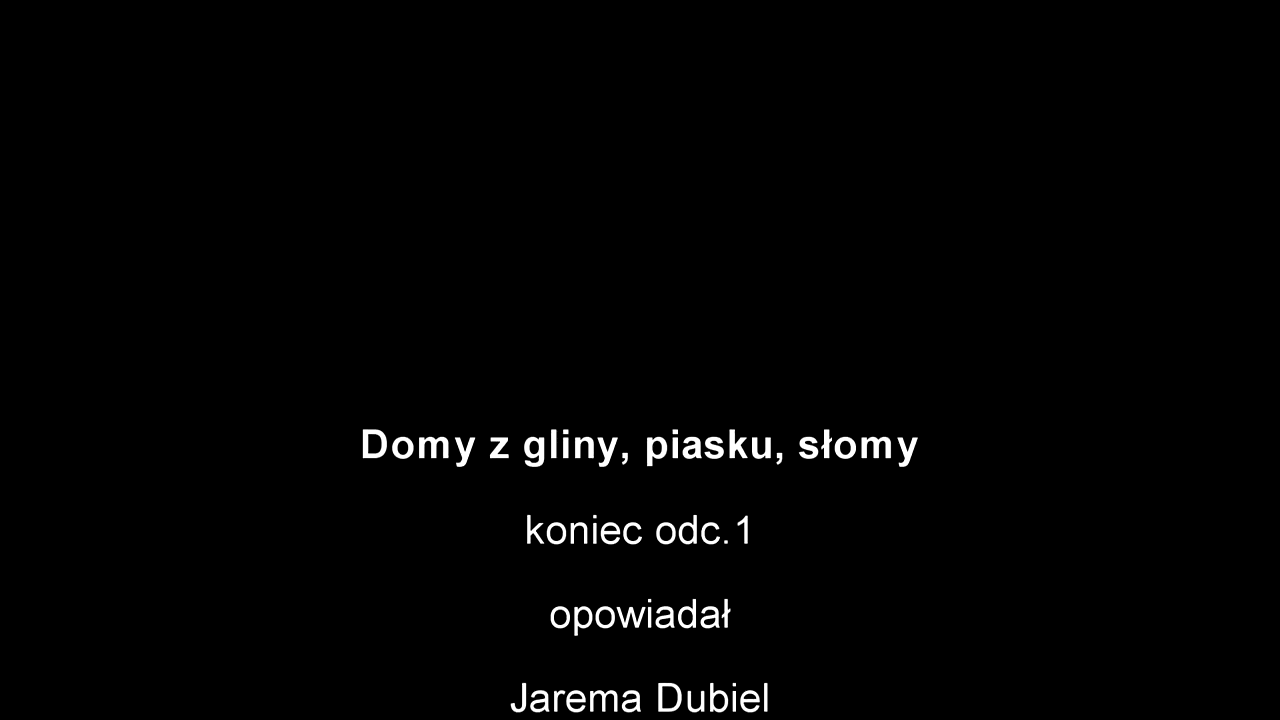 Domy z gliny, piasku, słomy
koniec odc.1
opowiadał
Jarema Dubiel